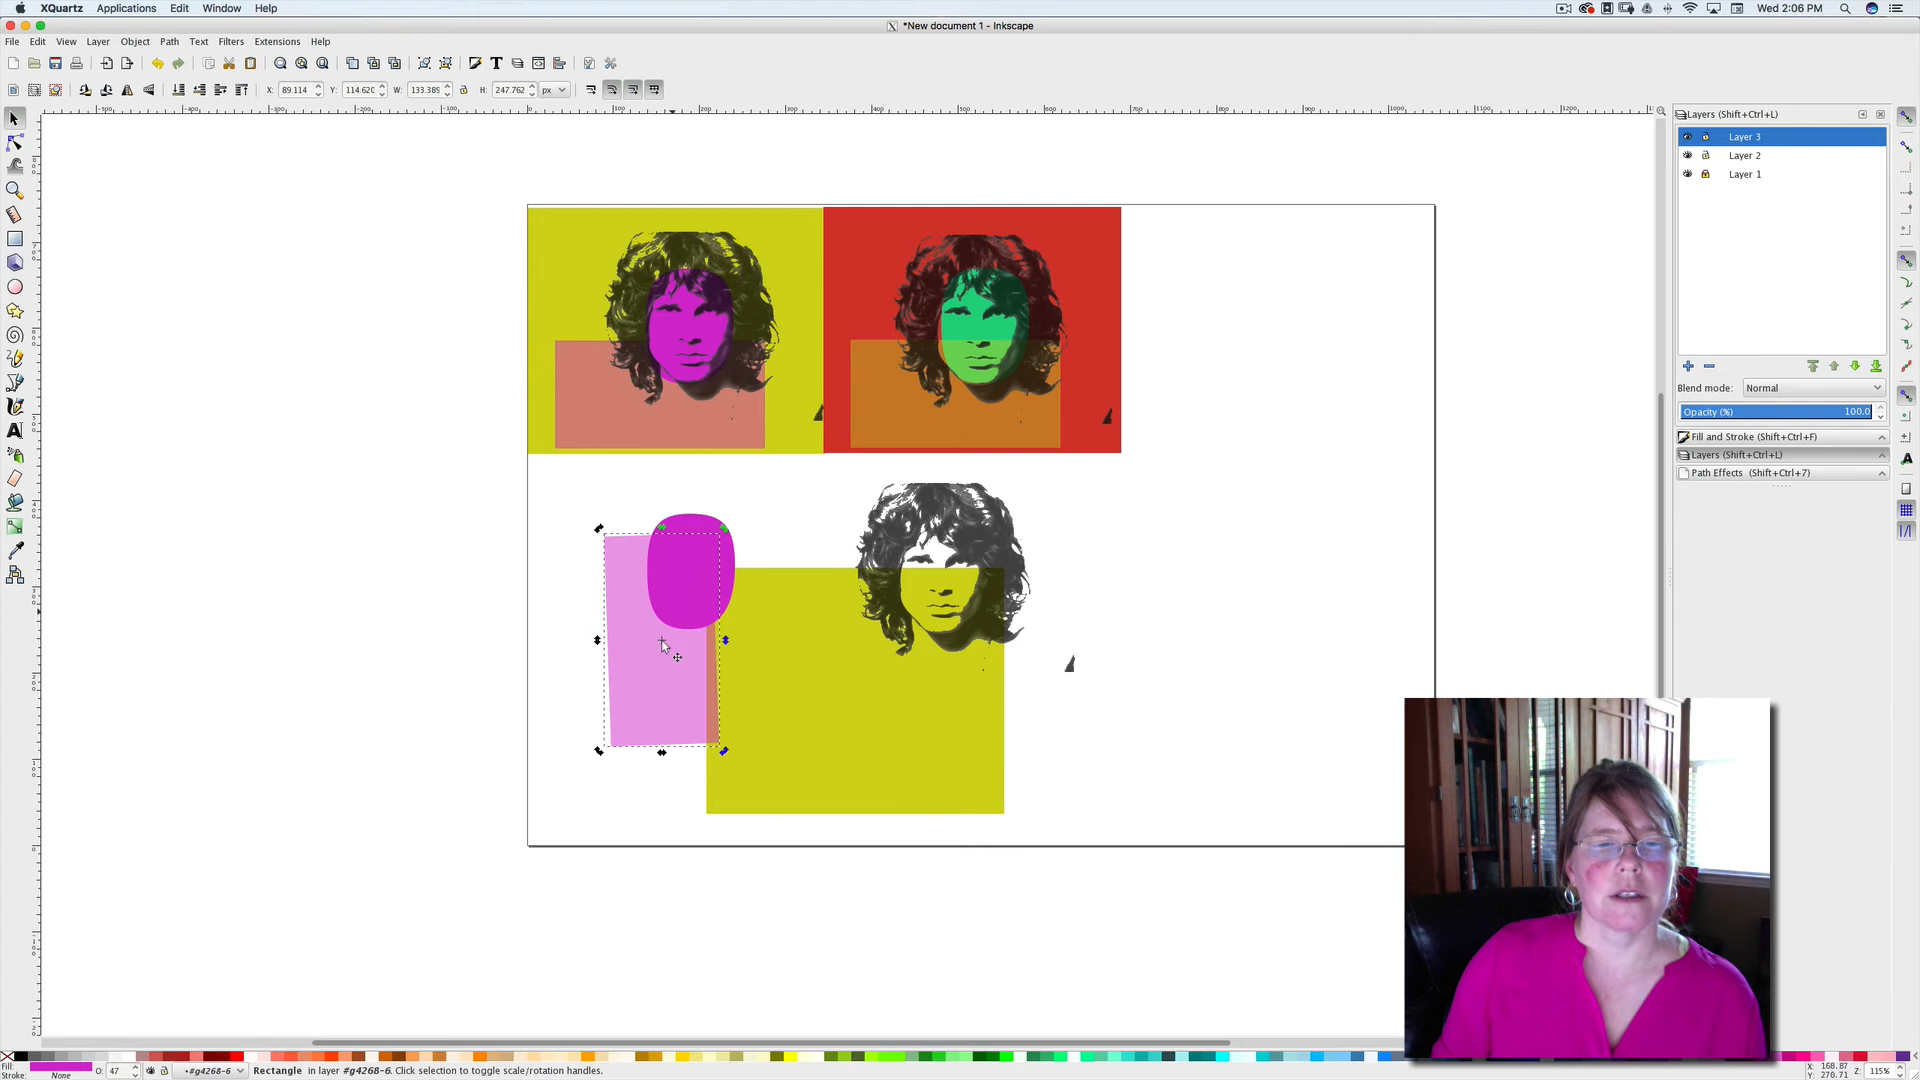 XQuartz Applications Edit Window Help Wed 2:06 PM
*New document 1 - Inkscape
File Edit View Layer Object Path Text Filters Extensions Help
X: 89.114 Y: 114.620 W: 133.389 H: 247.762 px
Layers (Shift+Ctrl+L)
Layer 3
Layer 2
Layer 1
Blend mode: Normal
Opacity (%) 100.0
Fill and Stroke (Shift+Ctrl+F)
Layers (Shift+Ctrl+L)
Path Effects (Shift+Ctrl+7)
Fill:
Stroke: None
O: 47
•#g4268-6
Rectangle in layer #g4268-6. Click selection to toggle scale/rotation handles.
X: 168.87
Y: 270.71
Z: 115%